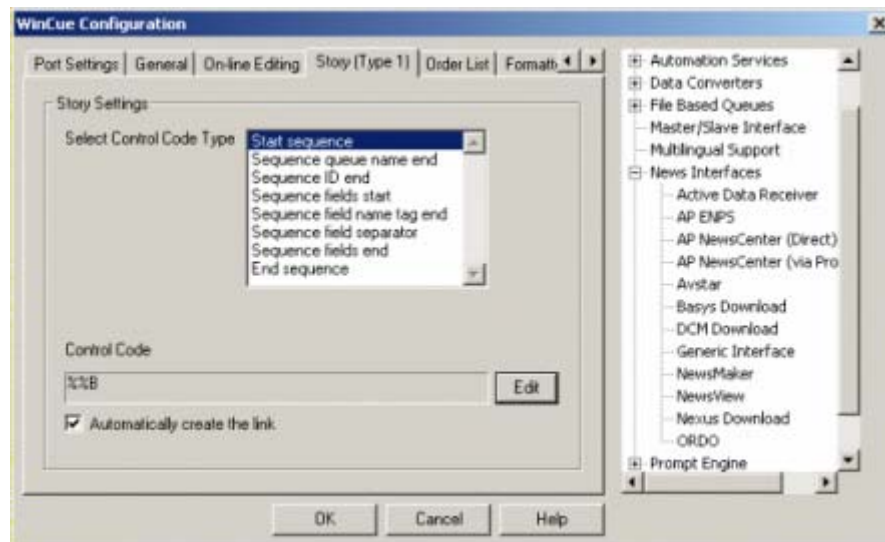 WinCue Configuration
Port Settings
General
On-line Editing
Story (Type 1)
Order List
Formatti
Story Settings
Select Control Code Type
Start sequence
Sequence queue name end
Sequence ID end
Sequence fields start
Sequence field name tag end
Sequence field separator
Sequence fields end
End sequence
Control Code
%%B
Edit
Automatically create the link
OK
Cancel
Help
Automation Services
Data Converters
File Based Queues
Master/Slave Interface
Multilingual Support
News Interfaces
Active Data Receiver
AP ENPS
AP NewsCenter (Direct)
AP NewsCenter (via Pro
Avstar
Basys Download
DCM Download
Generic Interface
NewsMaker
NewsView
Nexus Download
ORDO
Prompt Engine